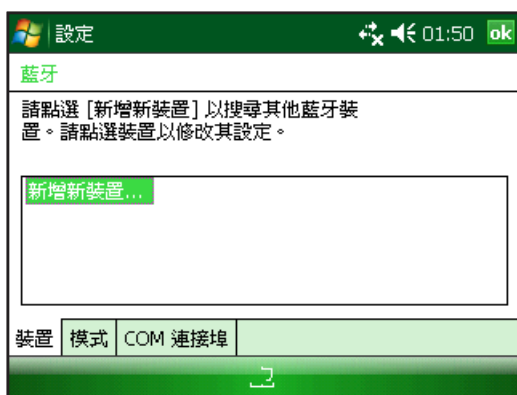 設定 01:50 ok
藍牙
請點選 [新增新裝置] 以搜尋其他藍牙裝
置。請點選裝置以修改其設定。
新增新裝置...
裝置 模式 COM 連接埠